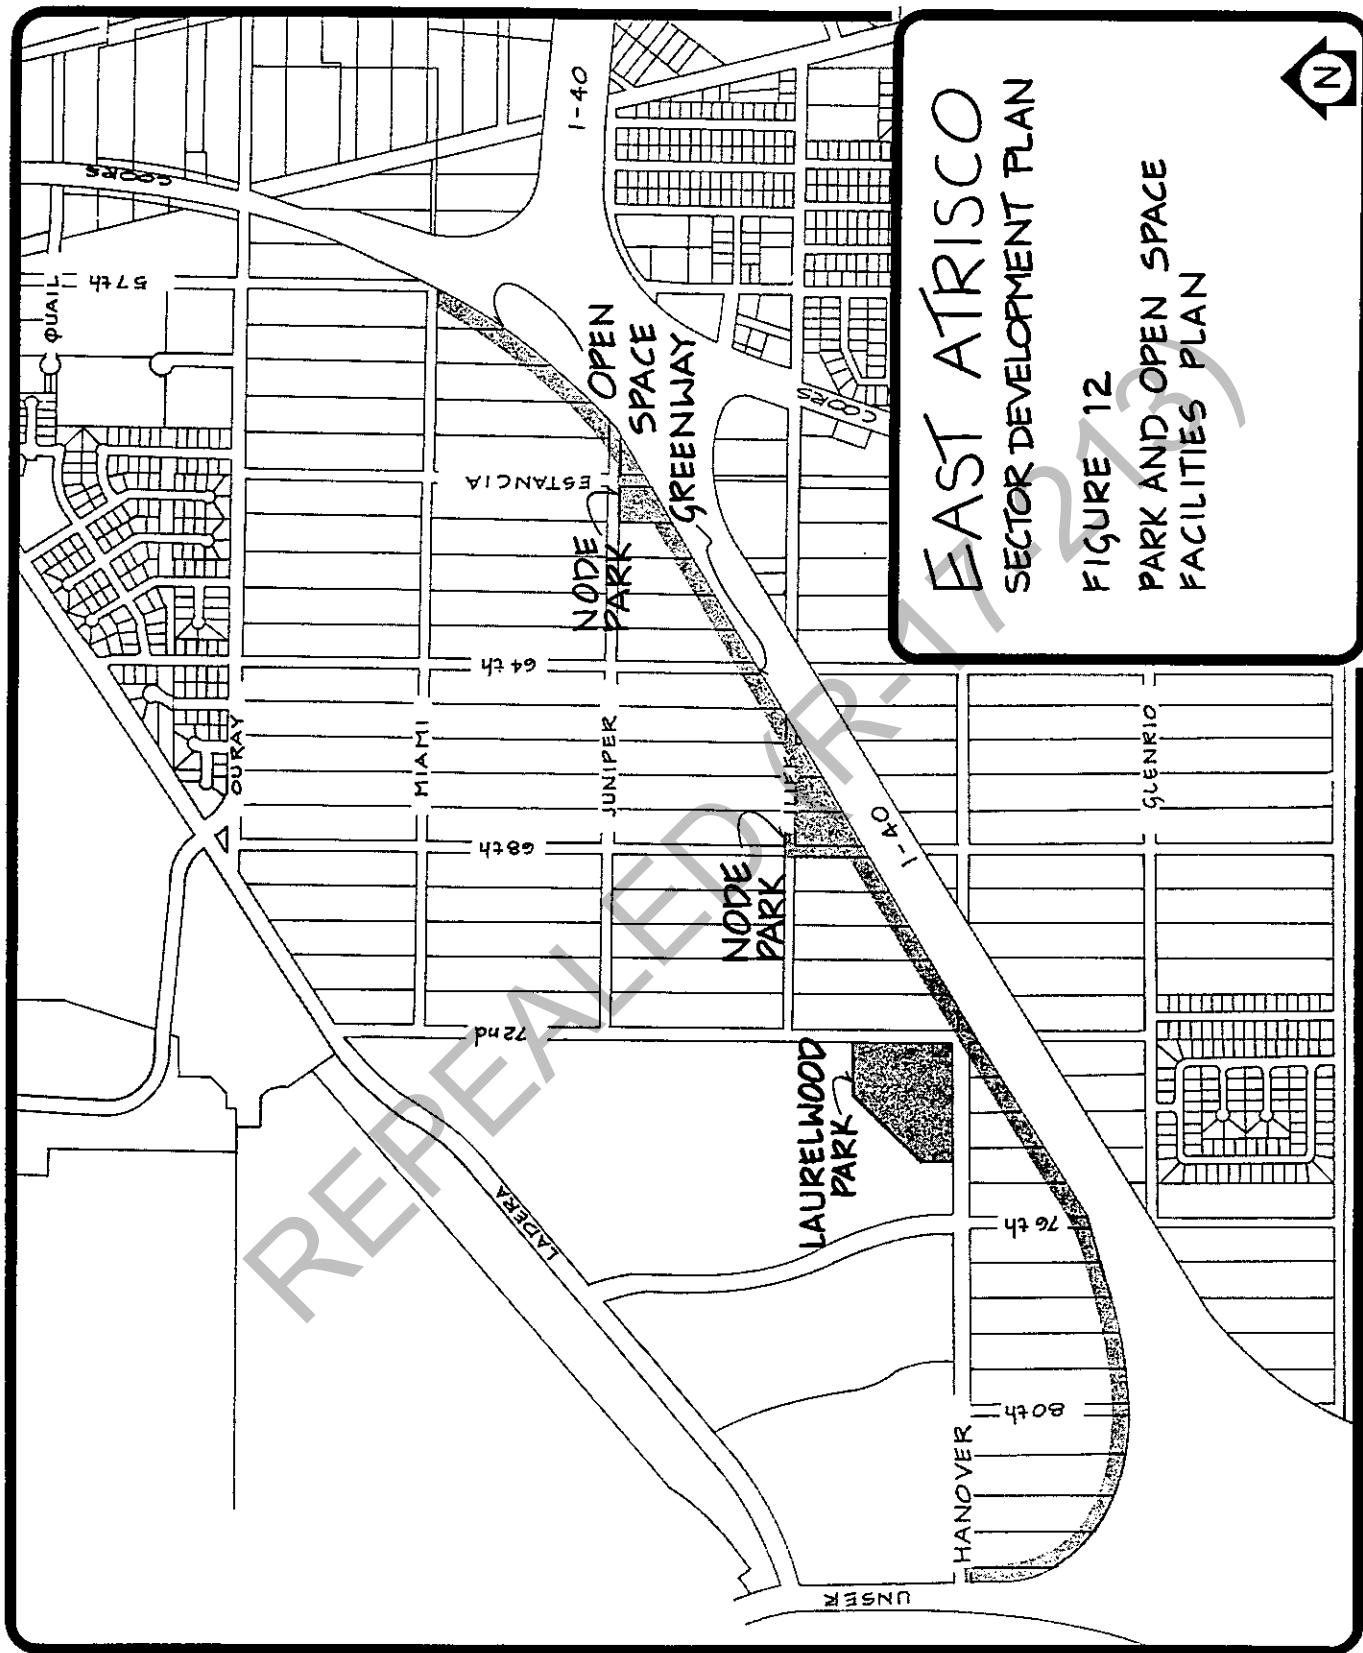 EAST ATRISCO
SECTOR DEVELOPMENT PLAN
FIGURE 12
PARK AND OPEN SPACE
FACILITIES PLAN
N
REPEALED (R-17-213)
I-40
COORS
57th
QUAIL
OPEN
SPACE
GREENWAY
COORS
ESTANCIA
NODE
PARK
64th
OURAY
MIAMI
JUNIPER
ILIFF
GLENRIO
68th
I-40
NODE
PARK
72nd
LAURELWOOD
PARK
LADERA
76th
80th
HANOVER
UNSER